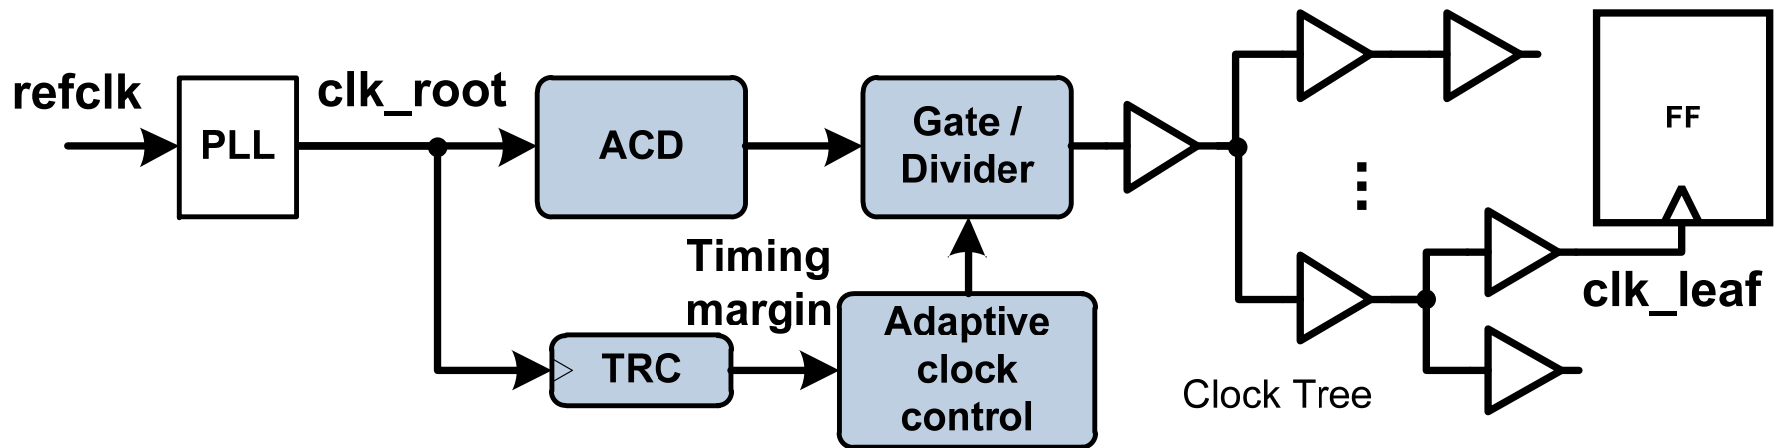 refclk
PLL
clk_root
ACD
Gate /
Divider
FF
Timing
margin
TRC
Adaptive
clock
control
clk_leaf
Clock Tree